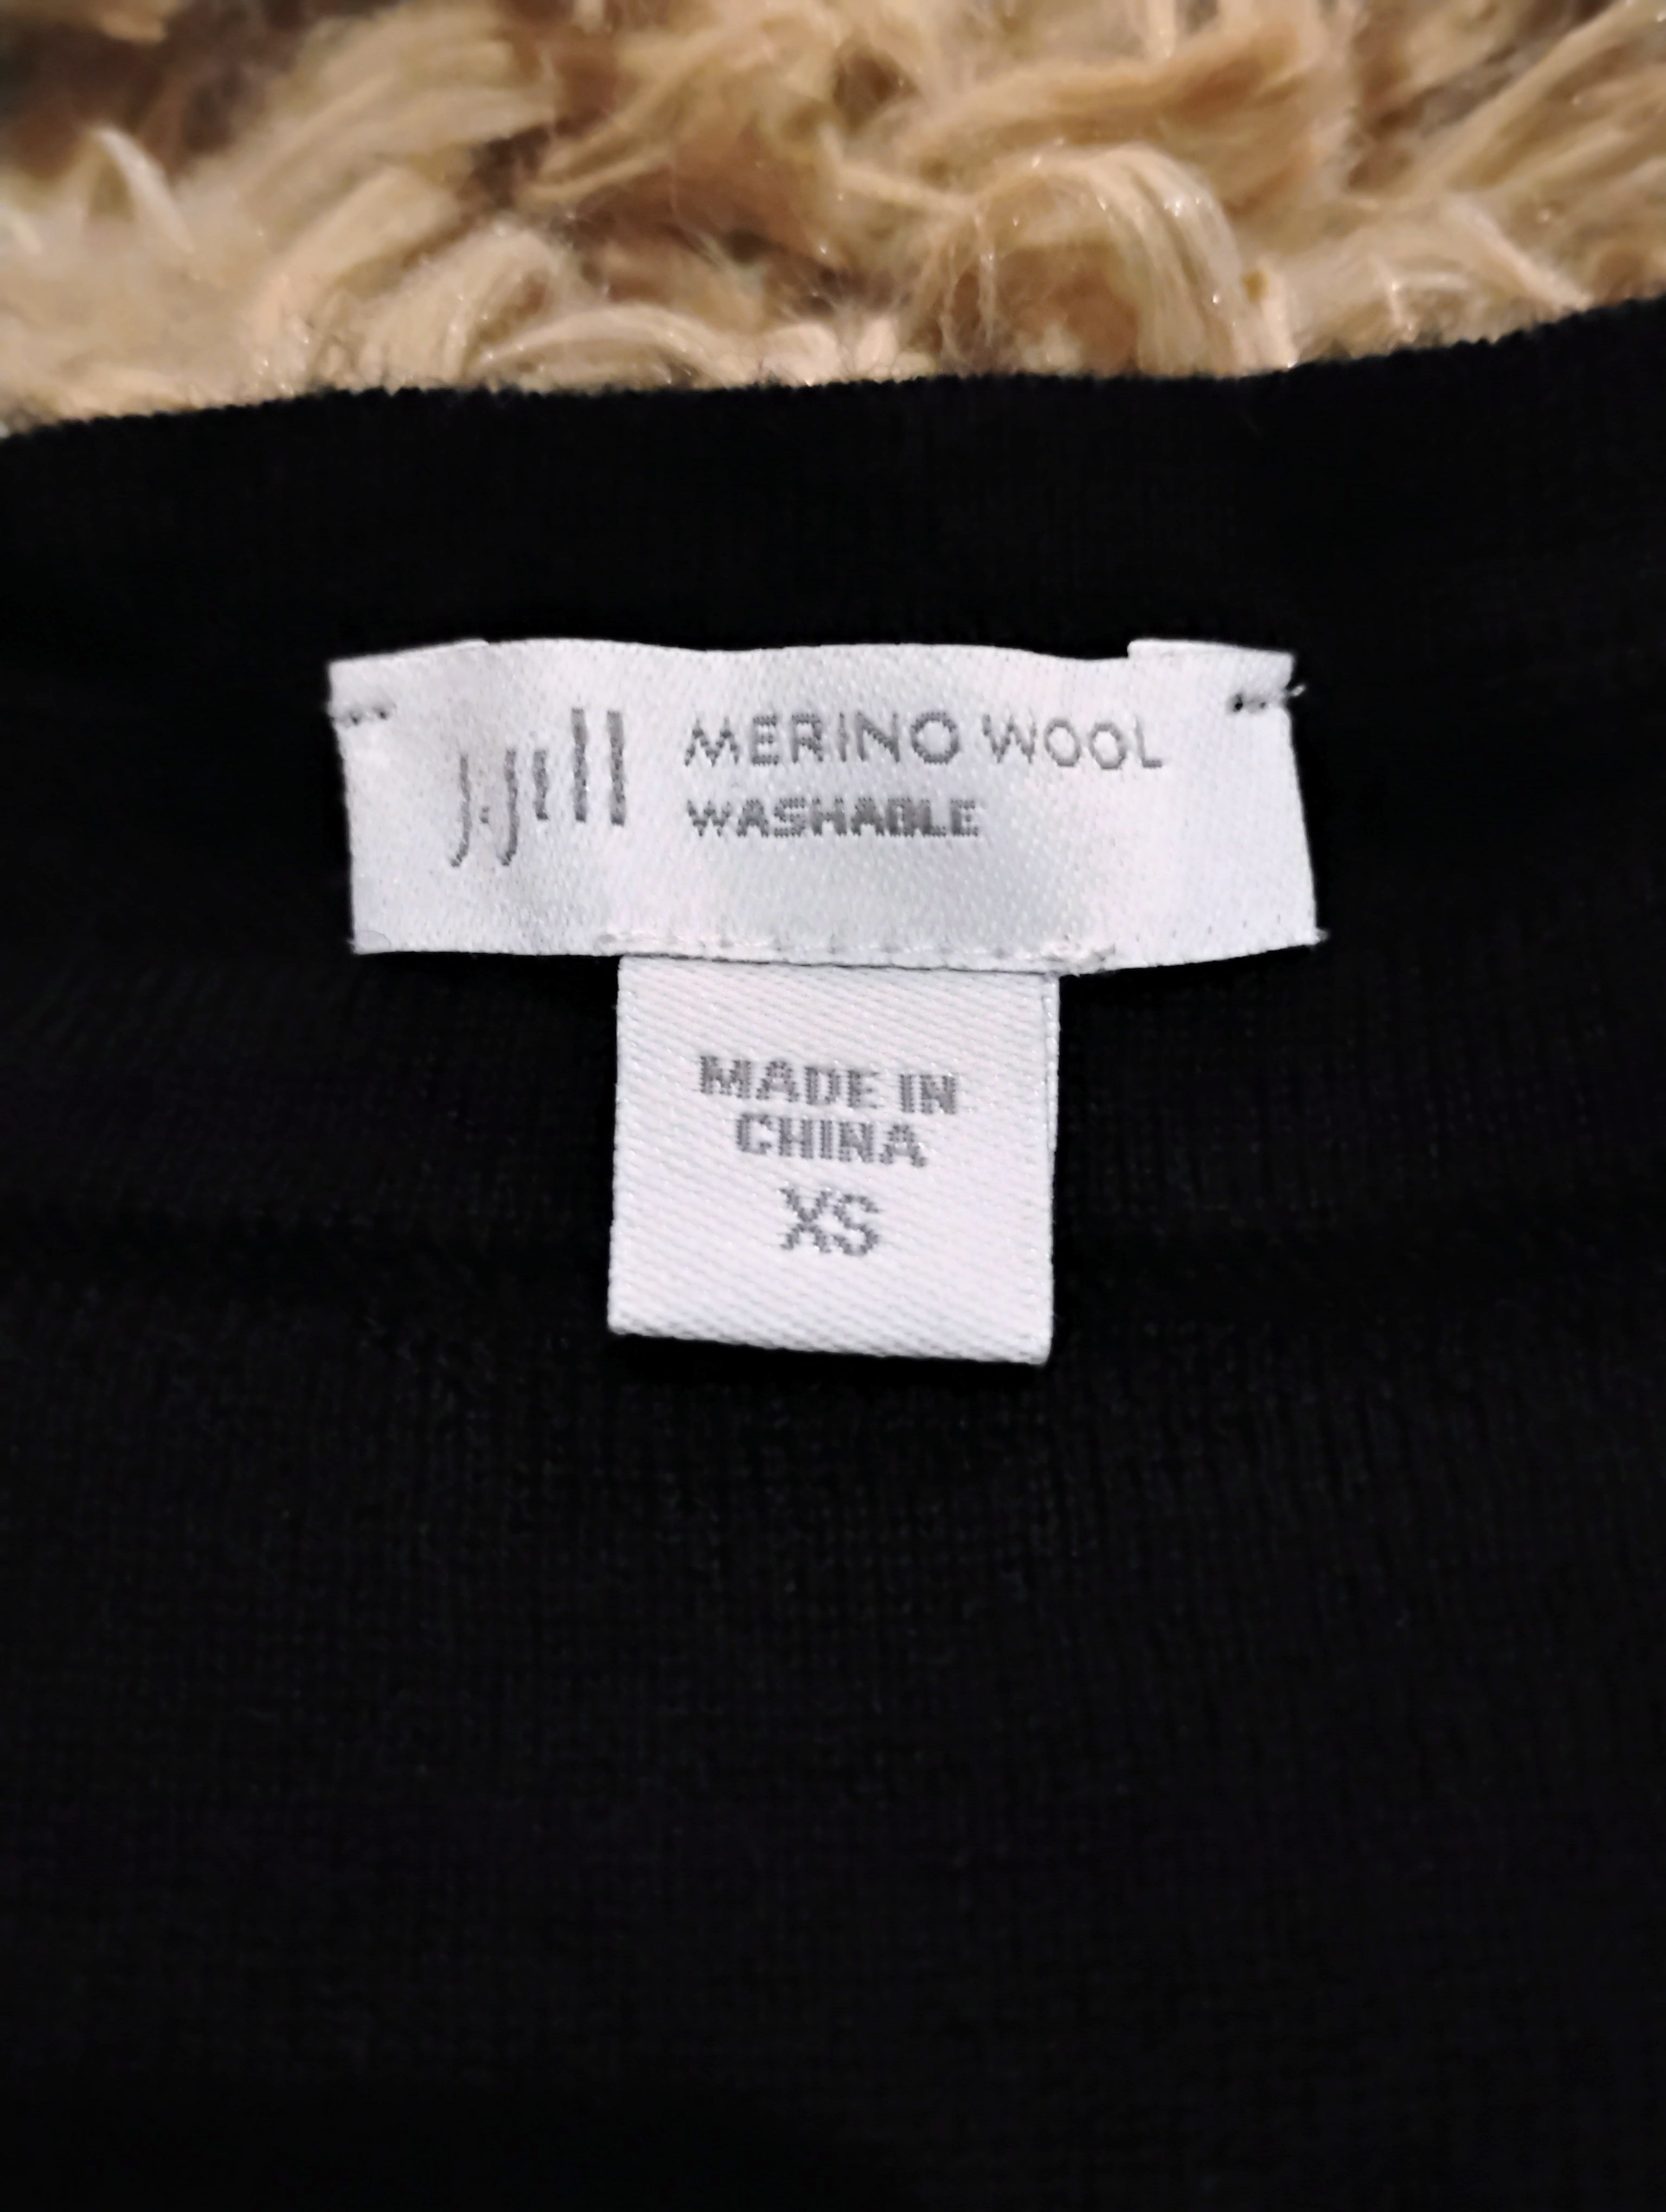 J.Jill MERINO WOOL
WASHABLE
MADE IN
CHINA
XS